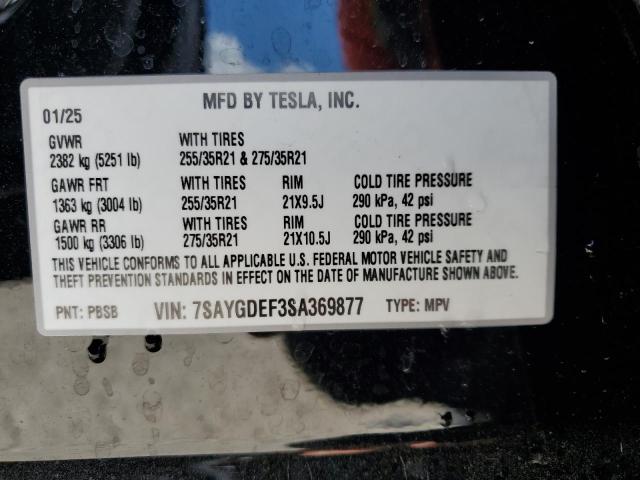 01/25 MFD BY TESLA, INC.
GVWR WITH TIRES
2382 kg (5251 lb) 255/35R21 & 275/35R21
GAWR FRT WITH TIRES RIM COLD TIRE PRESSURE
1363 kg (3004 lb) 255/35R21 21X9.5J 290 kPa, 42 psi
GAWR RR WITH TIRES RIM COLD TIRE PRESSURE
1500 kg (3306 lb) 275/35R21 21X10.5J 290 kPa, 42 psi
THIS VEHICLE CONFORMS TO ALL APPLICABLE U.S. FEDERAL MOTOR VEHICLE SAFETY AND
THEFT PREVENTION STANDARDS IN EFFECT ON THE DATE OF MANUFACTURE SHOWN ABOVE.
PNT: PBSB VIN: 7SAYGDEF3SA369877 TYPE: MPV